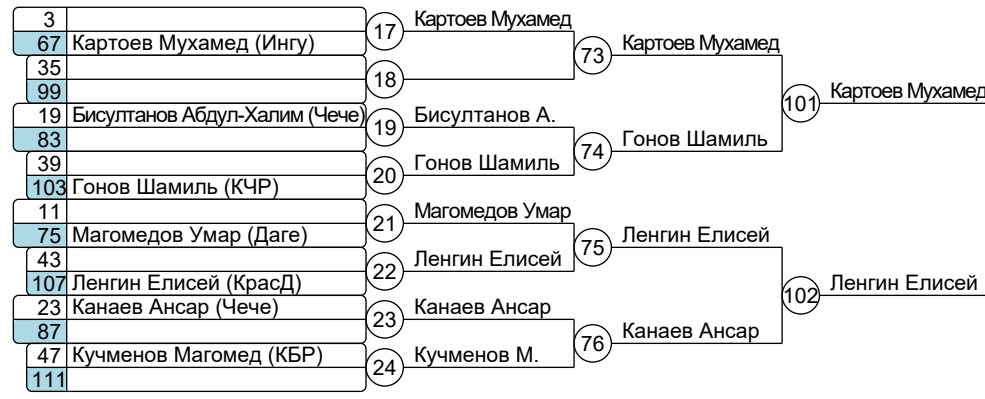 3
67 Картоев Мухамед (Ингу)
17
Картоев Мухамед
35
99
18
73
Картоев Мухамед
19 Бисултанов Абдул-Халим (Чече)
83
19
Бисултанов А.
39
103 Гонов Шамиль (КЧР)
20
Гонов Шамиль
74
Гонов Шамиль
101
Картоев Мухамед
11
75 Магомедов Умар (Даге)
21
Магомедов Умар
43
107 Ленгин Елисей (КрасД)
22
Ленгин Елисей
75
Ленгин Елисей
23 Канаев Ансар (Чече)
87
23
Канаев Ансар
47 Кучменов Магомед (КБР)
111
24
Кучменов М.
76
Канаев Ансар
102
Ленгин Елисей